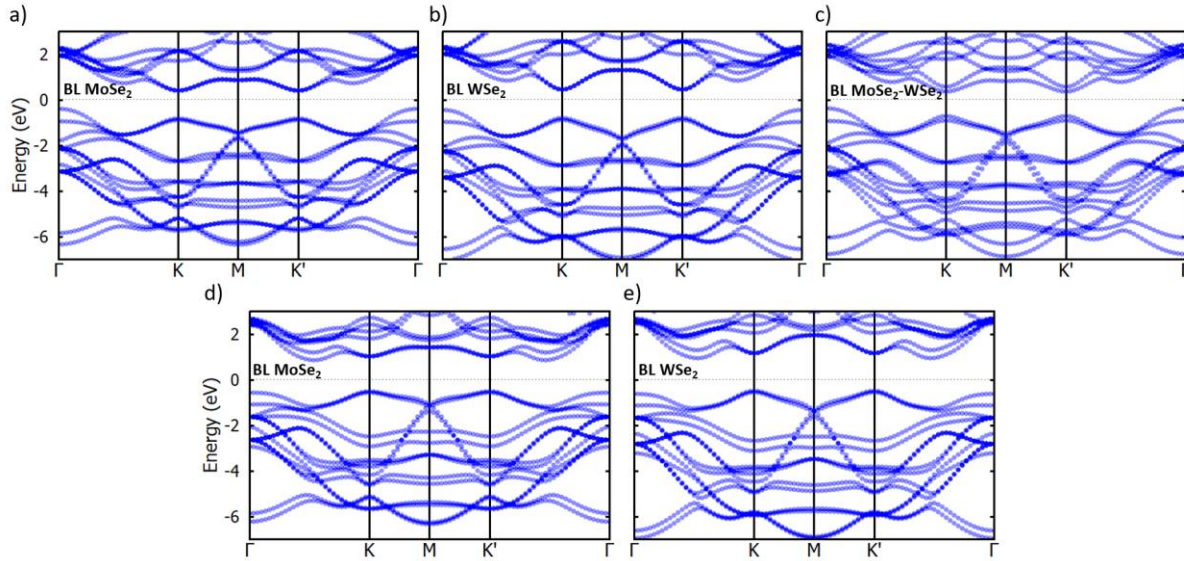 a)
b)
c)
2
BL MoSe2
BL WSe2
BL MoSe2-WSe2
0
Energy (eV)
-2
-4
-6
Γ K M K' Γ
Γ K M K' Γ
Γ K M K' Γ
d)
e)
2
BL MoSe2
BL WSe2
0
Energy (eV)
-2
-4
-6
Γ K M K' Γ
Γ K M K' Γ